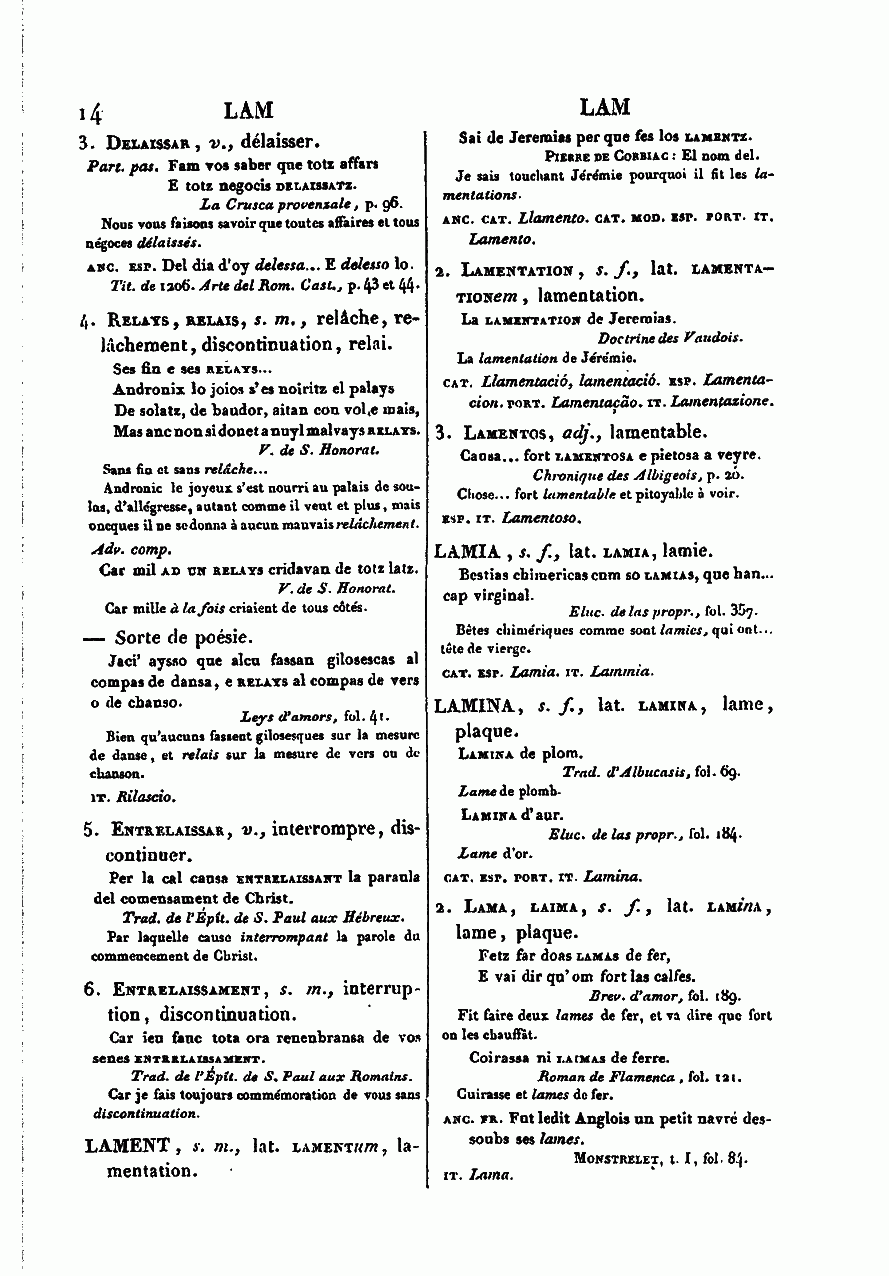 14 LAM LAM
3. Delaissar, v., délaisser.
Part. pas. Fam vos saber que totz affars
E totz negocis delaissatz.
La Crusca provenzale, p. 96.
Nous vous faisons savoir que toutes affaires et tous
négoces délaissés.
anc. esp. Del dia d'oy delessa... E delesso lo.
Tit. de 1206. Arte del Rom. Cast., p. 43 et 44.
4. Relays, relais, s. m., relâche, re-
lâchement, discontinuation, relai.
Ses fin e ses relays...
Andronix lo joios s'es noiritz el palays
De solatz, de baudor, aitan con vol, e mais,
Mas anc non si donet a nuyl malvays relays.
V. de S. Honorat.
Sans fin et sans relâche...
Andronic le joyeux s'est nourri au palais de sou-
las, d'allégresse, autant comme il veut et plus, mais
oncques il ne se donna à aucun mauvais relâchement.
Adv. comp.
Car mil ad un relays cridavan de totz latz.
V. de S. Honorat.
Car mille à la fois criaient de tous côtés.
— Sorte de poésie.
Jaci' aysso que alcu fassan gilosescas al
compas de dansa, e relays al compas de vers
o de chanso.
Leys d'amors, fol. 41.
Bien qu'aucuns fassent gilosesques sur la mesure
de danse, et relais sur la mesure de vers ou de
chanson.
it. Rilascio.
5. Entrelaissar, v., interrompre, dis-
continuer.
Per la cal causa entrelaissant la paraula
del comensament de Christ.
Trad. de l'Épît. de S. Paul aux Hébreux.
Par laquelle cause interrompant la parole du
commencement de Christ.
6. Entrelaissament, s. m., interrup-
tion, discontinuation.
Car ieu fauc tota ora renenbransa de vos
senes entrelaissament.
Trad. de l'Épît. de S. Paul aux Romains.
Car je fais toujours commémoration de vous sans
discontinuation.
LAMENT, s. m., lat. lamentum, la-
mentation.
Sai de Jeremias per que fes los lamentz.
Pierre de Corbiac : El nom del.
Je sais touchant Jérémie pourquoi il fit les la-
mentations.
anc. cat. Llamento. cat. mod. esp. port. it.
Lamento.
2. Lamentation, s. f., lat. lamenta-
tionem, lamentation.
La lamentation de Jeremias.
Doctrine des Vaudois.
La lamentation de Jérémie.
cat. Llamentació, lamentació. esp. Lamenta-
cion. port. Lamentação. it. Lamentazione.
3. Lamentos, adj., lamentable.
Causa... fort lamentosa e pietosa a veyre.
Chronique des Albigeois, p. 26.
Chose... fort lamentable et pitoyable à voir.
esp. it. Lamentoso.
LAMIA, s. f., lat. lamia, lamie.
Bestias chimericas cum so lamias, que han...
cap virginal.
Eluc. de las propr., fol. 357.
Bêtes chimériques comme sont lamies, qui ont...
tête de vierge.
cat. esp. Lamia. it. Lammia.
LAMINA, s. f., lat. lamina, lame,
plaque.
Lamina de plom.
Trad. d'Albucasis, fol. 69.
Lame de plomb.
Lamina d'aur.
Eluc. de las propr., fol. 184.
Lame d'or.
cat. esp. port. it. Lamina.
2. Lama, laima, s. f., lat. lamina,
lame, plaque.
Fetz far doas lamas de fer,
E vai dir qu'om fort las calfes.
Brev. d'amor, fol. 189.
Fit faire deux lames de fer, et va dire que fort
on les chauffât.
Coirassa ni laimas de ferre.
Roman de Flamenca, fol. 121.
Cuirasse et lames de fer.
anc. fr. Fut ledit Anglois un petit navré des-
soubs ses lames.
Monstrelet, t. I, fol. 84.
it. Lama.